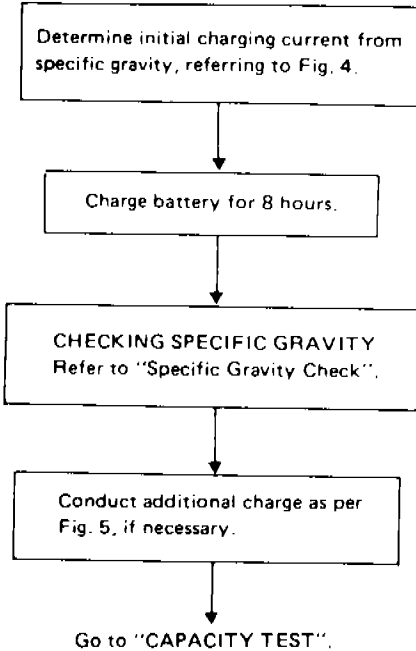 Determine initial charging current from
specific gravity, referring to Fig. 4.
Charge battery for 8 hours.
CHECKING SPECIFIC GRAVITY
Refer to "Specific Gravity Check".
Conduct additional charge as per
Fig. 5, if necessary.
Go to "CAPACITY TEST".